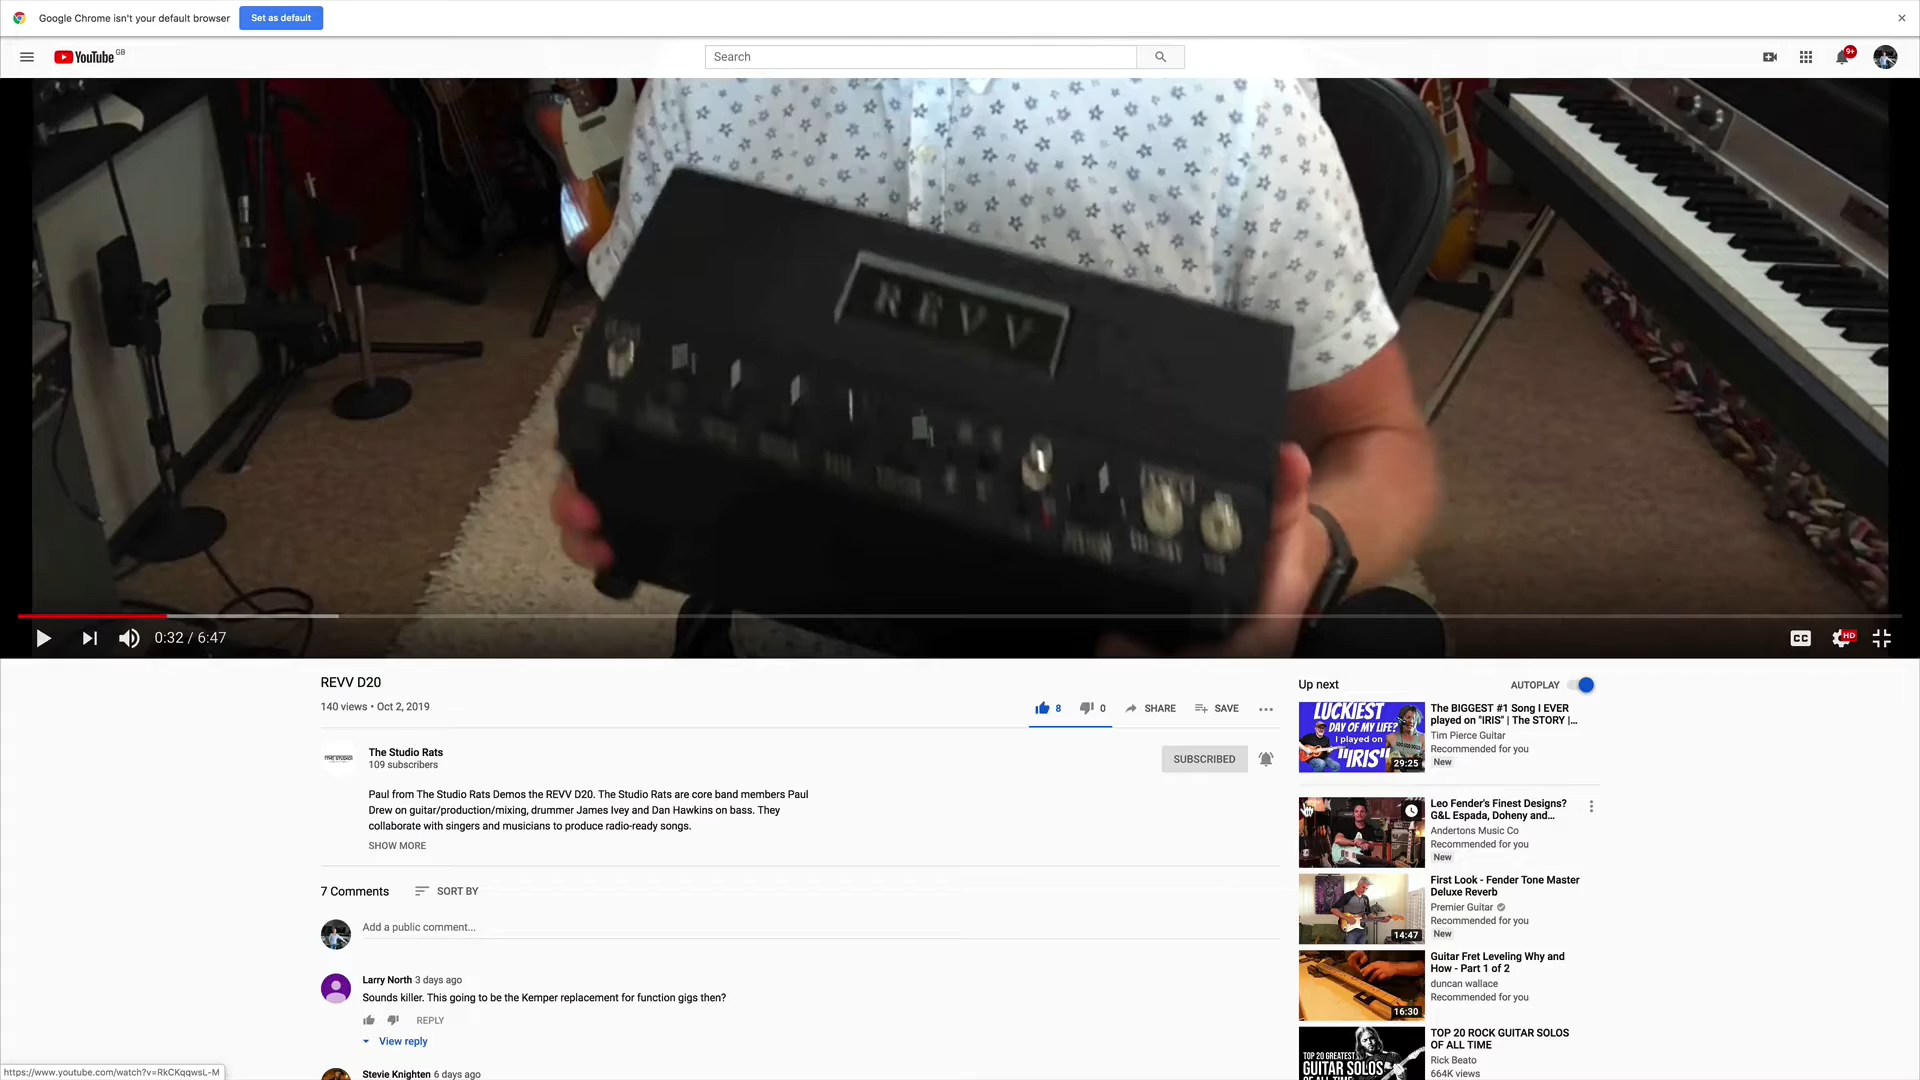 Google Chrome isn't your default browser
Set as default
YouTube GB
Search
9+
REVV
0:32 / 6:47
CC
HD
REVV D20
140 views • Oct 2, 2019
8
0
SHARE
SAVE
The Studio Rats
109 subscribers
SUBSCRIBED
Paul from The Studio Rats Demos the REVV D20. The Studio Rats are core band members Paul
Drew on guitar/production/mixing, drummer James Ivey and Dan Hawkins on bass. They
collaborate with singers and musicians to produce radio-ready songs.
SHOW MORE
7 Comments
SORT BY
Add a public comment...
Larry North 3 days ago
Sounds killer. This going to be the Kemper replacement for function gigs then?
REPLY
View reply
Stevie Knighten 6 days ago
https://www.youtube.com/watch?v=RkCKqqwsL-M
Up next
AUTOPLAY
LUCKIEST
DAY OF MY LIFE?
I played on
"IRIS"
29:25
The BIGGEST #1 Song I EVER
played on "IRIS" | The STORY |...
Tim Pierce Guitar
Recommended for you
New
Leo Fender's Finest Designs?
G&L Espada, Doheny and...
Andertons Music Co
Recommended for you
New
14:47
First Look - Fender Tone Master
Deluxe Reverb
Premier Guitar
Recommended for you
New
16:30
Guitar Fret Leveling Why and
How - Part 1 of 2
duncan wallace
Recommended for you
TOP 20 GREATEST
GUITAR SOLOS
OF ALL TIME
TOP 20 ROCK GUITAR SOLOS
OF ALL TIME
Rick Beato
664K views